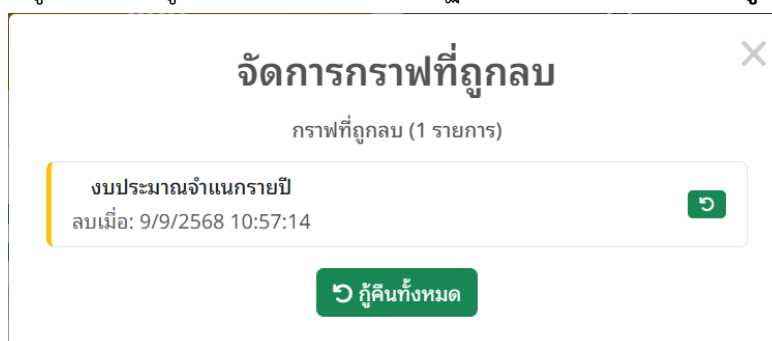 จัดการกราฟที่ถูกลบ
กราฟที่ถูกลบ (1 รายการ)
งบประมาณจำแนกรายปี
ลบเมื่อ: 9/9/2568 10:57:14
กู้คืนทั้งหมด